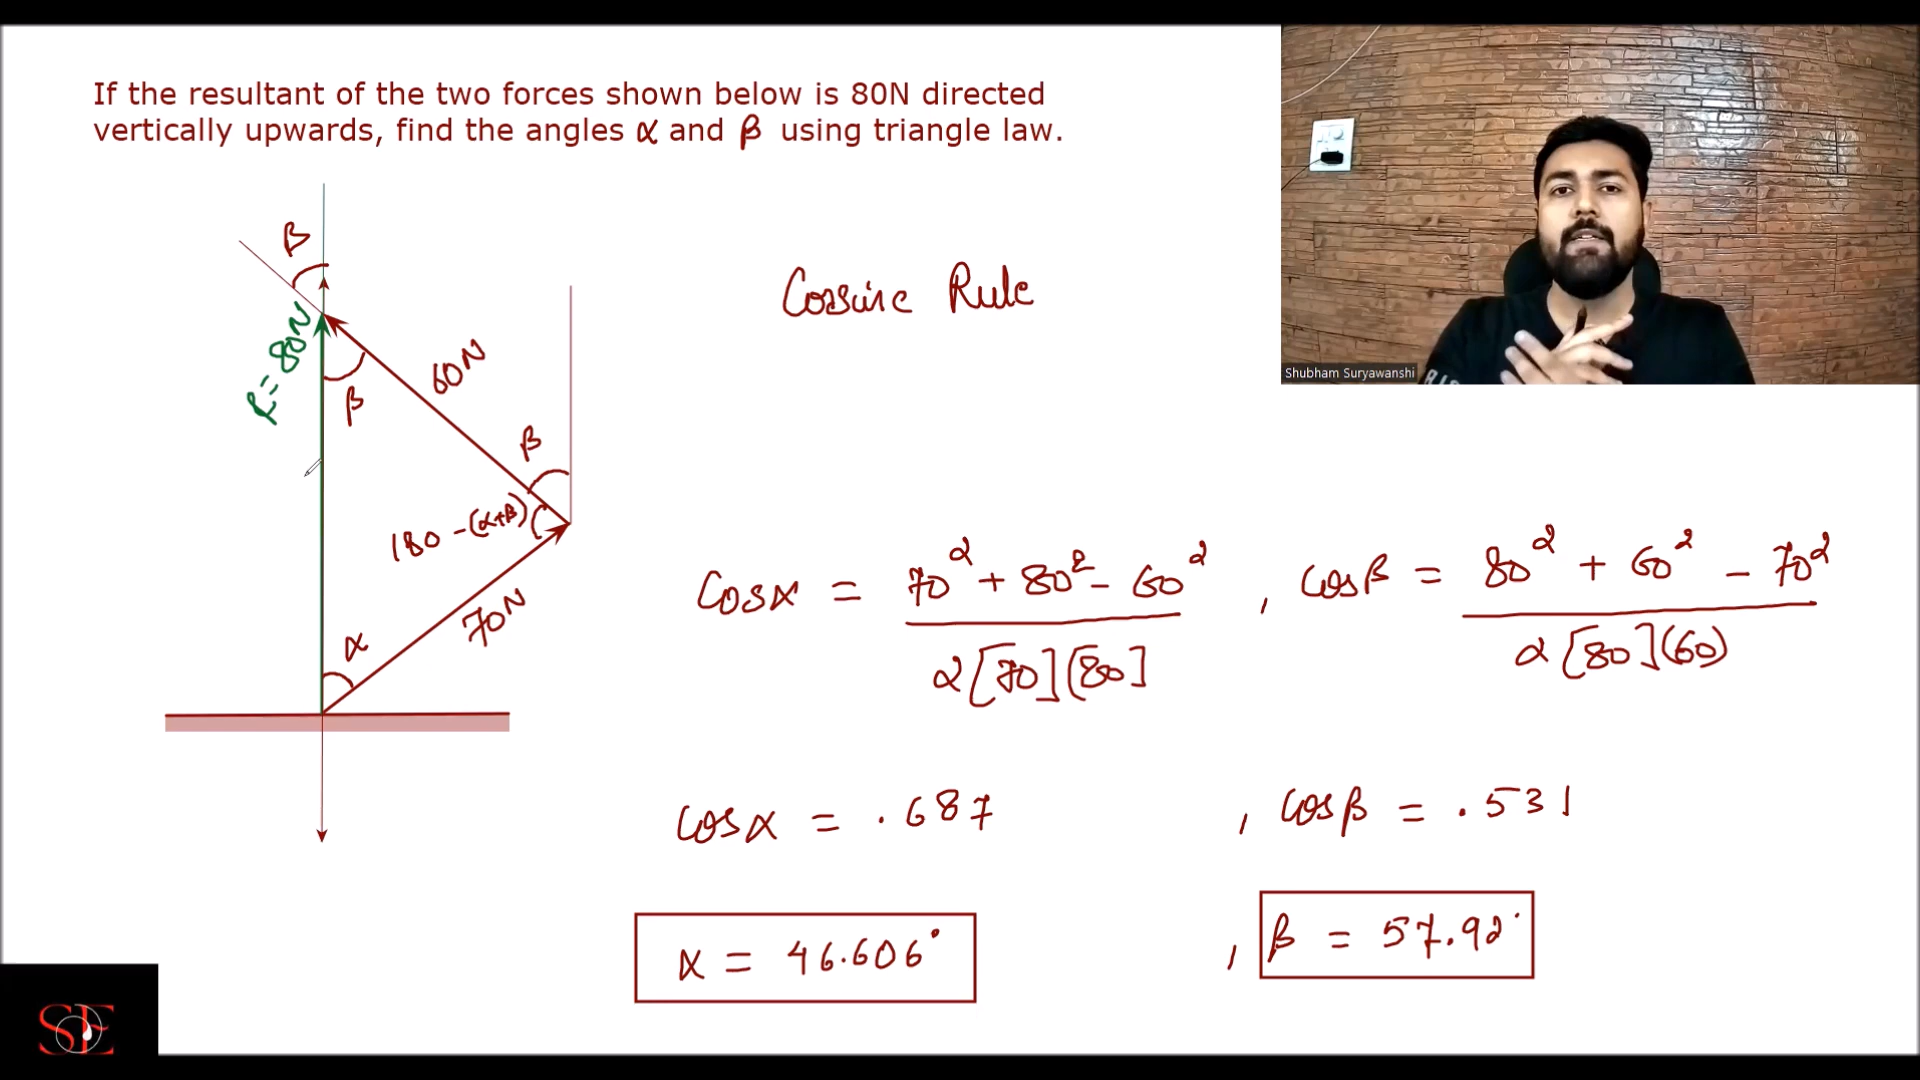 If the resultant of the two forces shown below is 80N directed
vertically upwards, find the angles α and β using triangle law.
β
R = 80N
β
60N
β
180 - (α+β)
α
70N
Cosine Rule
Cosα = 70² + 80² - 60² / 2[70][80] , Cosβ = 80² + 60² - 70² / 2[80](60)
Cosα = .687 , Cosβ = .531
α = 46.606° , β = 57.92°
Shubham Suryawanshi
SE